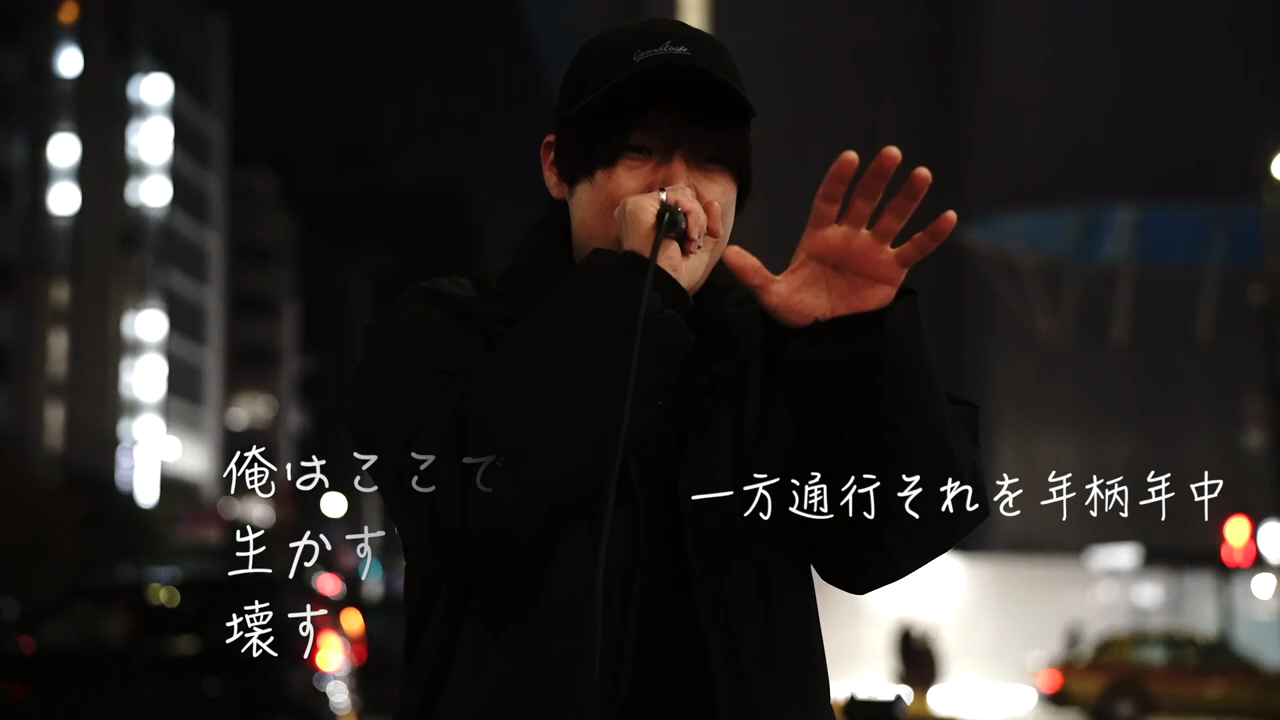 俺はここで
生かす
壊す
一方通行それを年柄年中